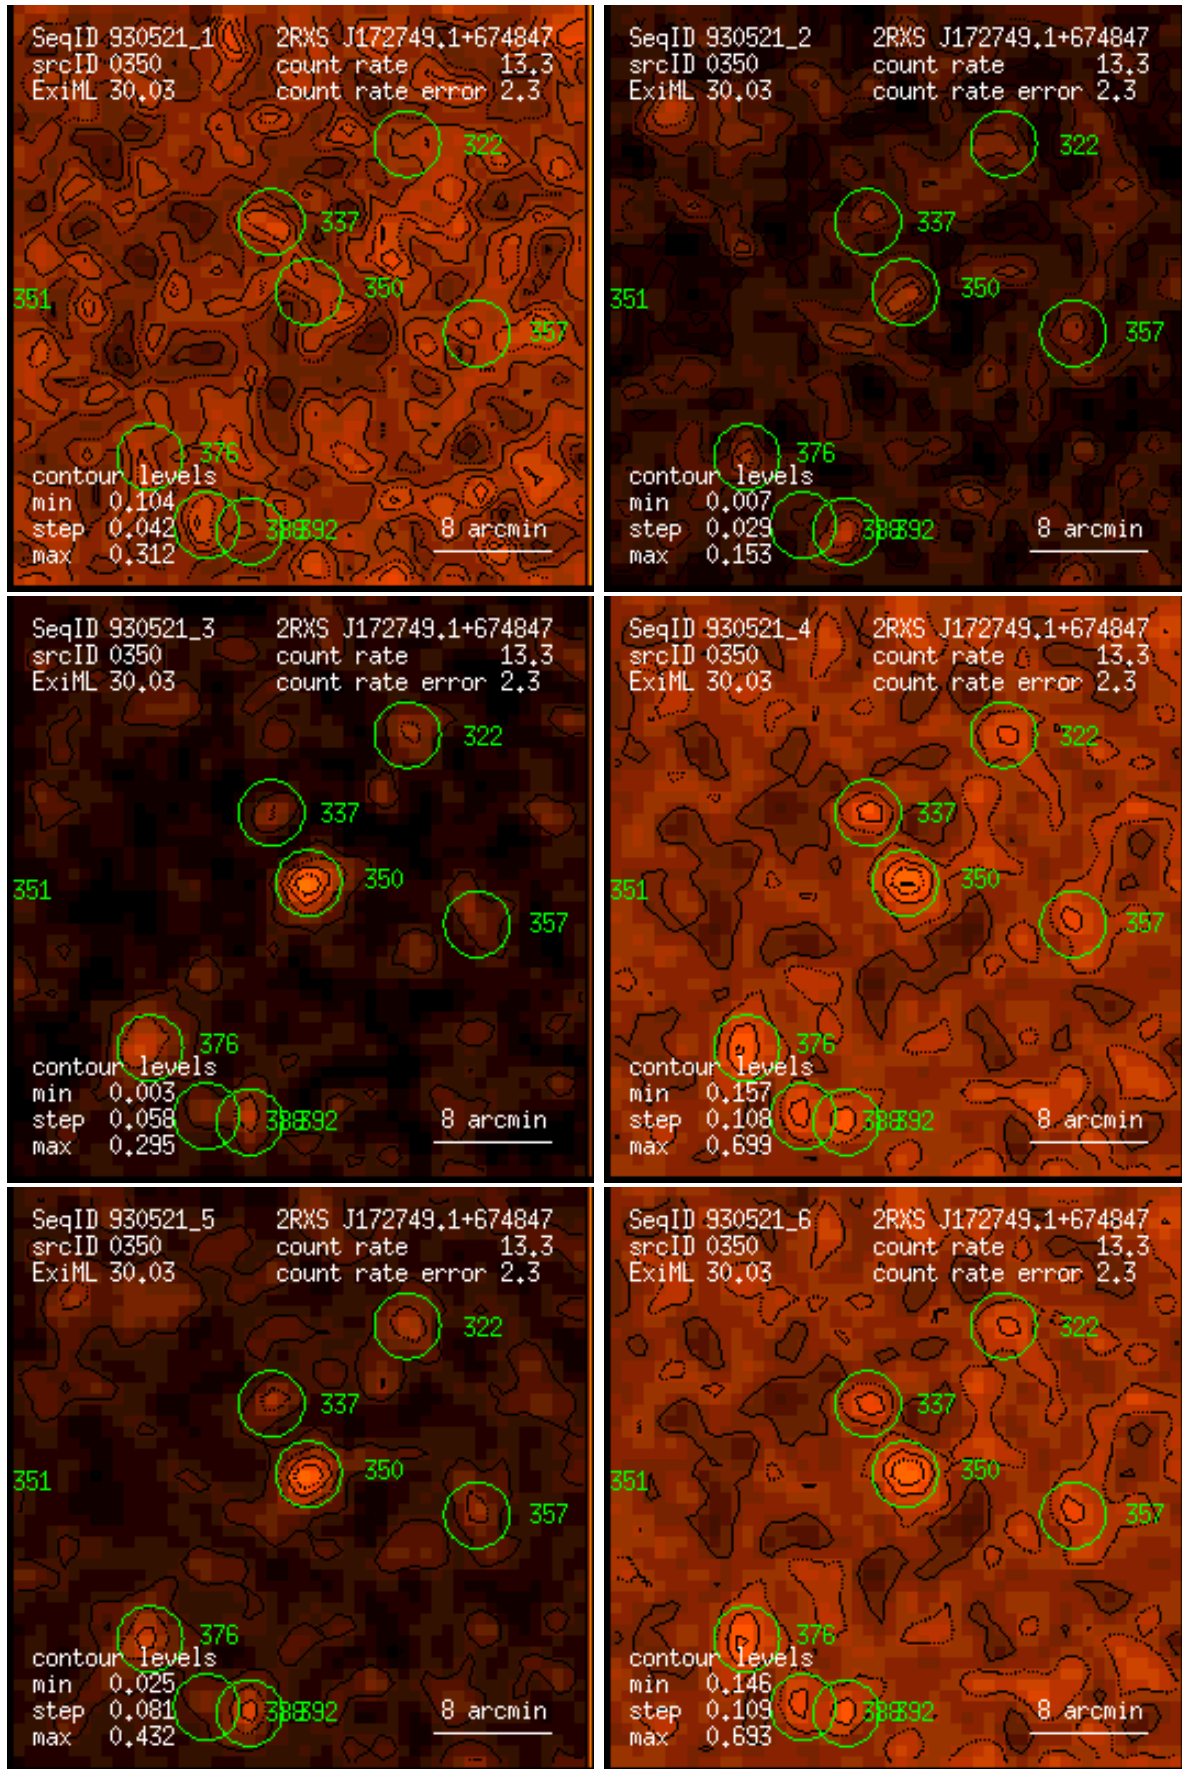 SeqID 930521_1 2RXS J172749.1+674847
srcID 0350 count rate 13.3
ExiML 30.03 count rate error 2.3
322
337
350
351
357
376
contour levels
min 0.104
step 0.042 392 8 arcmin
max 0.312
SeqID 930521_2 2RXS J172749.1+674847
srcID 0350 count rate 13.3
ExiML 30.03 count rate error 2.3
322
337
350
351
357
376
contour levels
min 0.007
step 0.029 392 8 arcmin
max 0.153
SeqID 930521_3 2RXS J172749.1+674847
srcID 0350 count rate 13.3
ExiML 30.03 count rate error 2.3
322
337
350
351
357
376
contour levels
min 0.003
step 0.058 392 8 arcmin
max 0.295
SeqID 930521_4 2RXS J172749.1+674847
srcID 0350 count rate 13.3
ExiML 30.03 count rate error 2.3
322
337
350
351
357
376
contour levels
min 0.157
step 0.108 392 8 arcmin
max 0.699
SeqID 930521_5 2RXS J172749.1+674847
srcID 0350 count rate 13.3
ExiML 30.03 count rate error 2.3
322
337
350
351
357
376
contour levels
min 0.025
step 0.081 392 8 arcmin
max 0.432
SeqID 930521_6 2RXS J172749.1+674847
srcID 0350 count rate 13.3
ExiML 30.03 count rate error 2.3
322
337
350
351
357
376
contour levels
min 0.146
step 0.109 392 8 arcmin
max 0.693